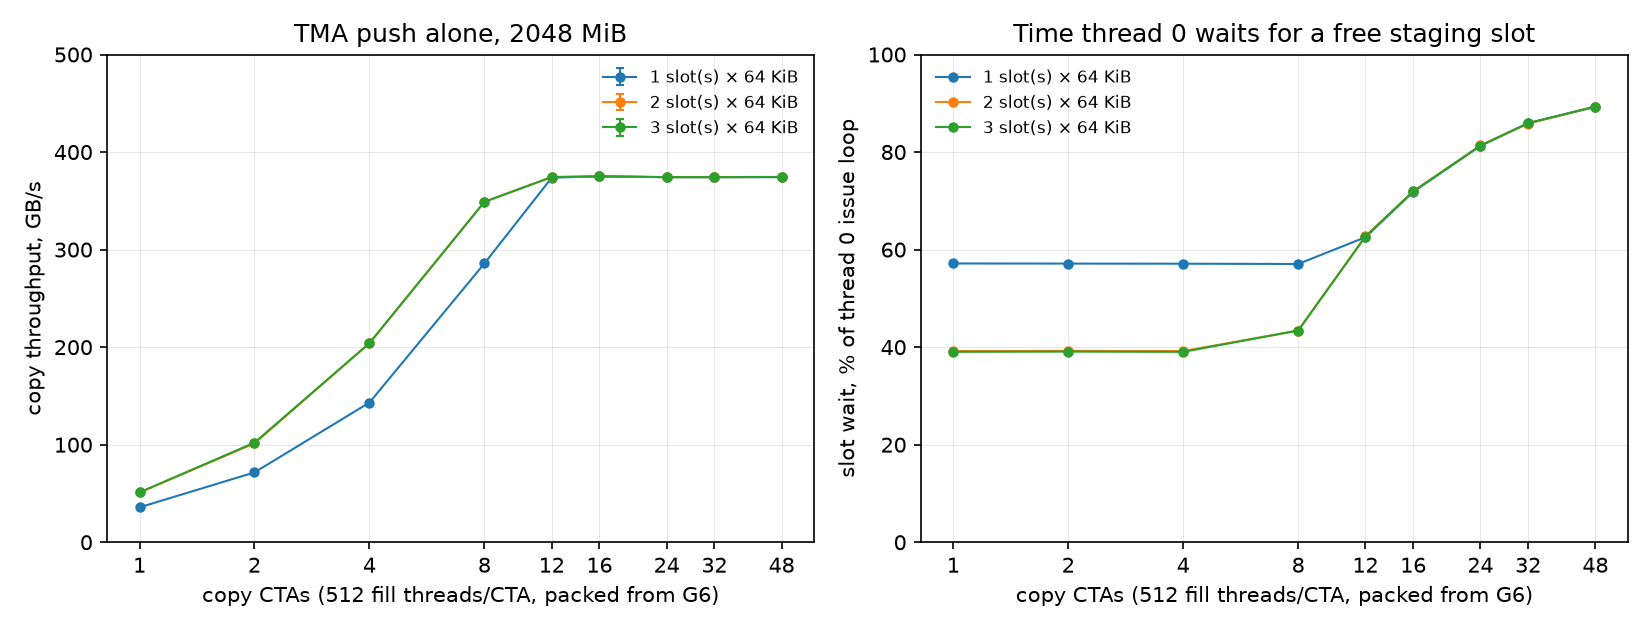 TMA push alone, 2048 MiB
copy throughput, GB/s
500
400
300
200
100
0
1 slot(s) × 64 KiB
2 slot(s) × 64 KiB
3 slot(s) × 64 KiB
1 2 4 8 12 16 24 32 48
copy CTAs (512 fill threads/CTA, packed from G6)
Time thread 0 waits for a free staging slot
slot wait, % of thread 0 issue loop
100
80
60
40
20
0
1 slot(s) × 64 KiB
2 slot(s) × 64 KiB
3 slot(s) × 64 KiB
1 2 4 8 12 16 24 32 48
copy CTAs (512 fill threads/CTA, packed from G6)